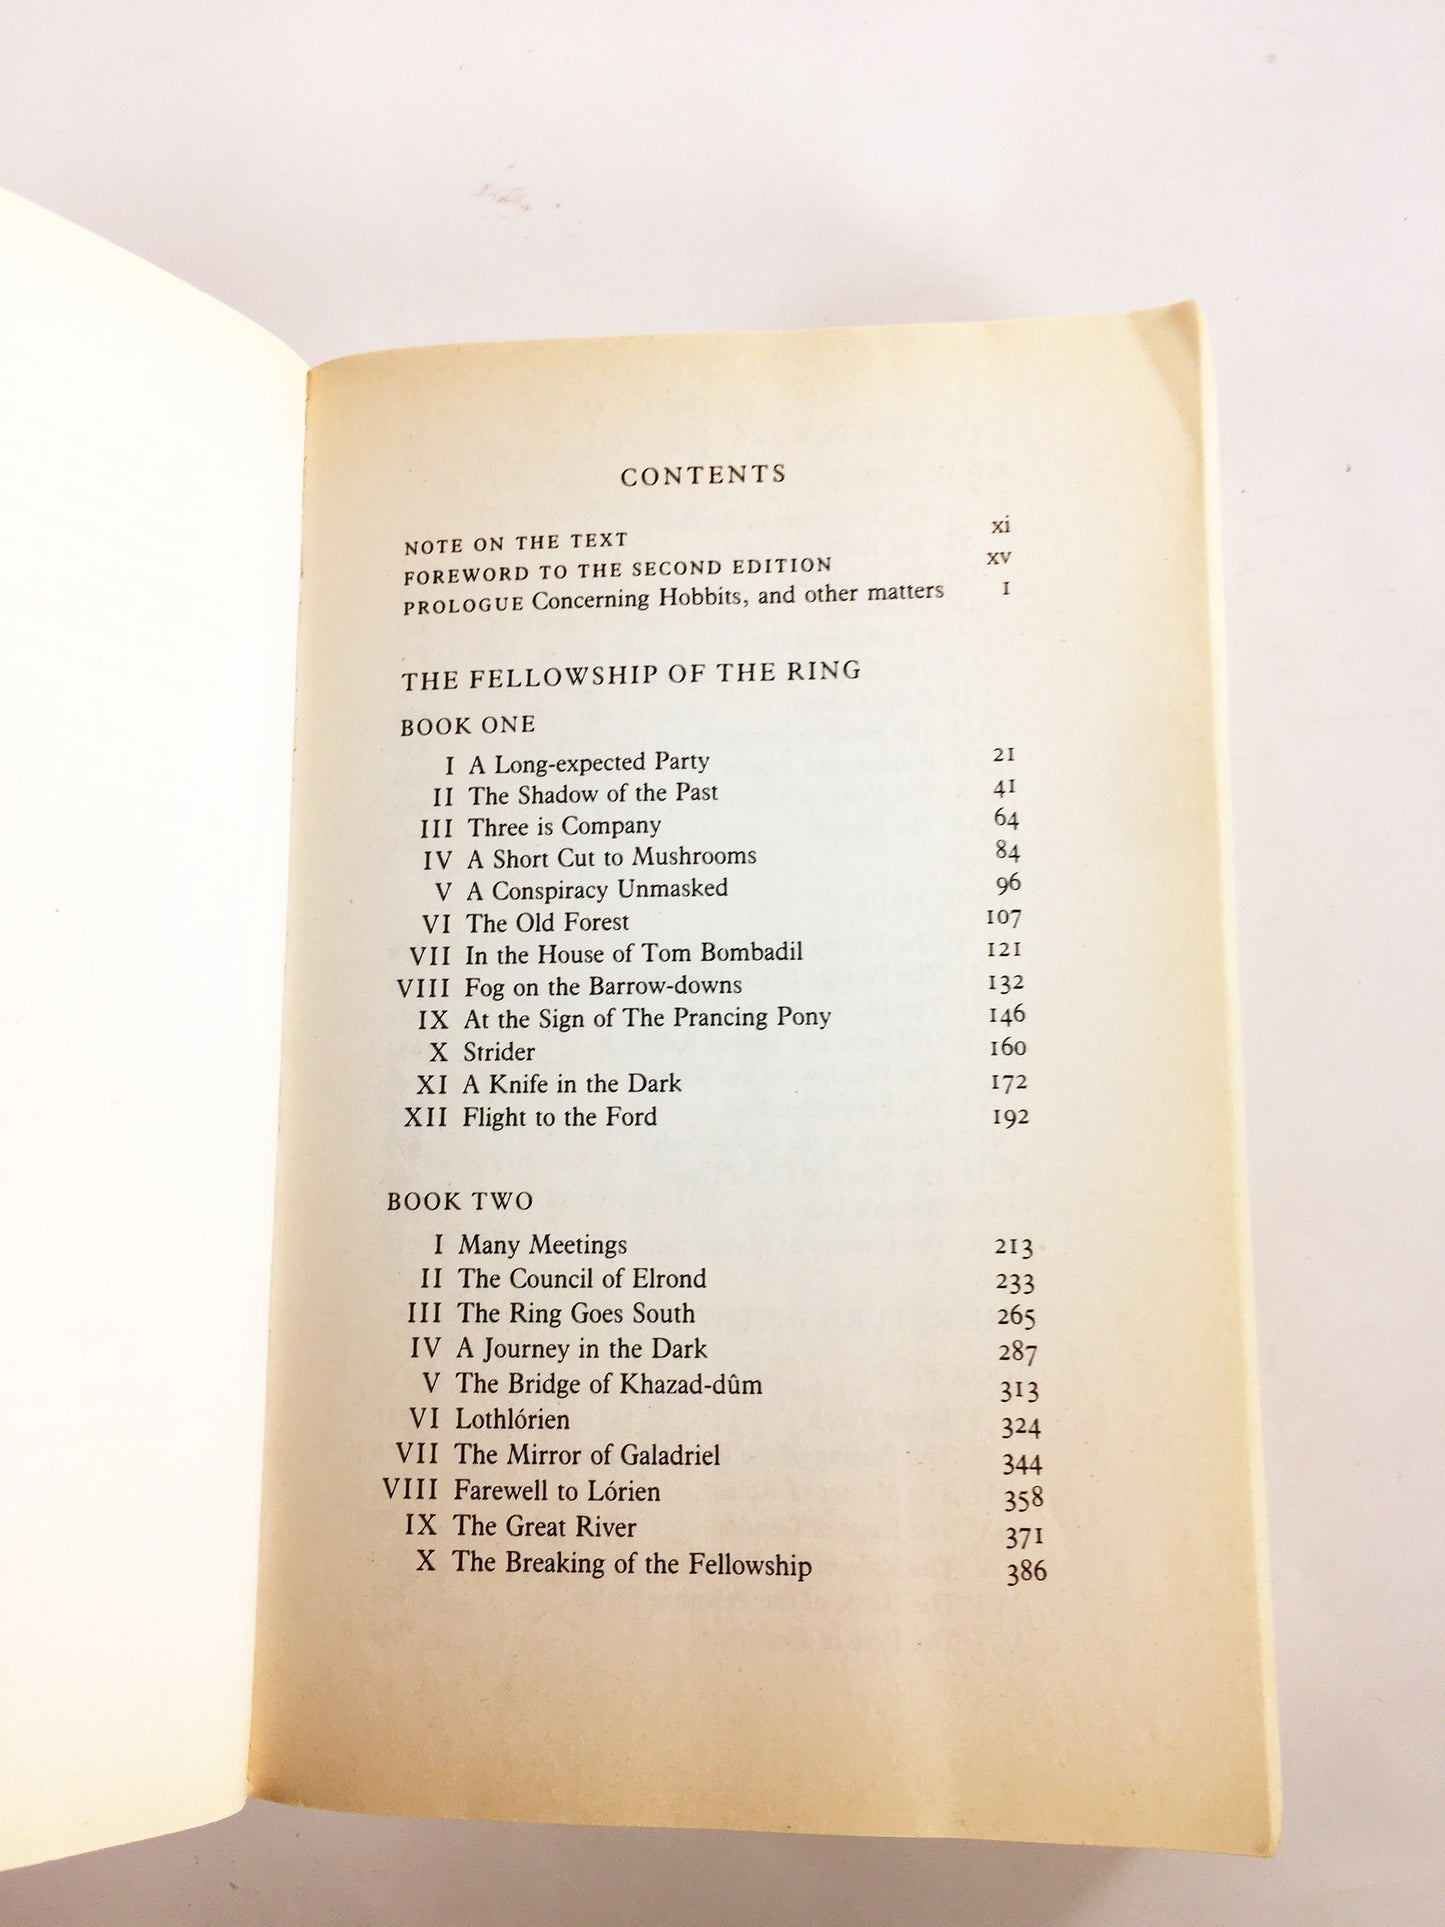 CONTENTS
NOTE ON THE TEXT xi
FOREWORD TO THE SECOND EDITION xv
PROLOGUE Concerning Hobbits, and other matters 1
THE FELLOWSHIP OF THE RING
BOOK ONE
I A Long-expected Party 21
II The Shadow of the Past 41
III Three is Company 64
IV A Short Cut to Mushrooms 84
V A Conspiracy Unmasked 96
VI The Old Forest 107
VII In the House of Tom Bombadil 121
VIII Fog on the Barrow-downs 132
IX At the Sign of The Prancing Pony 146
X Strider 160
XI A Knife in the Dark 172
XII Flight to the Ford 192
BOOK TWO
I Many Meetings 213
II The Council of Elrond 233
III The Ring Goes South 265
IV A Journey in the Dark 287
V The Bridge of Khazad-dûm 313
VI Lothlórien 324
VII The Mirror of Galadriel 344
VIII Farewell to Lórien 358
IX The Great River 371
X The Breaking of the Fellowship 386